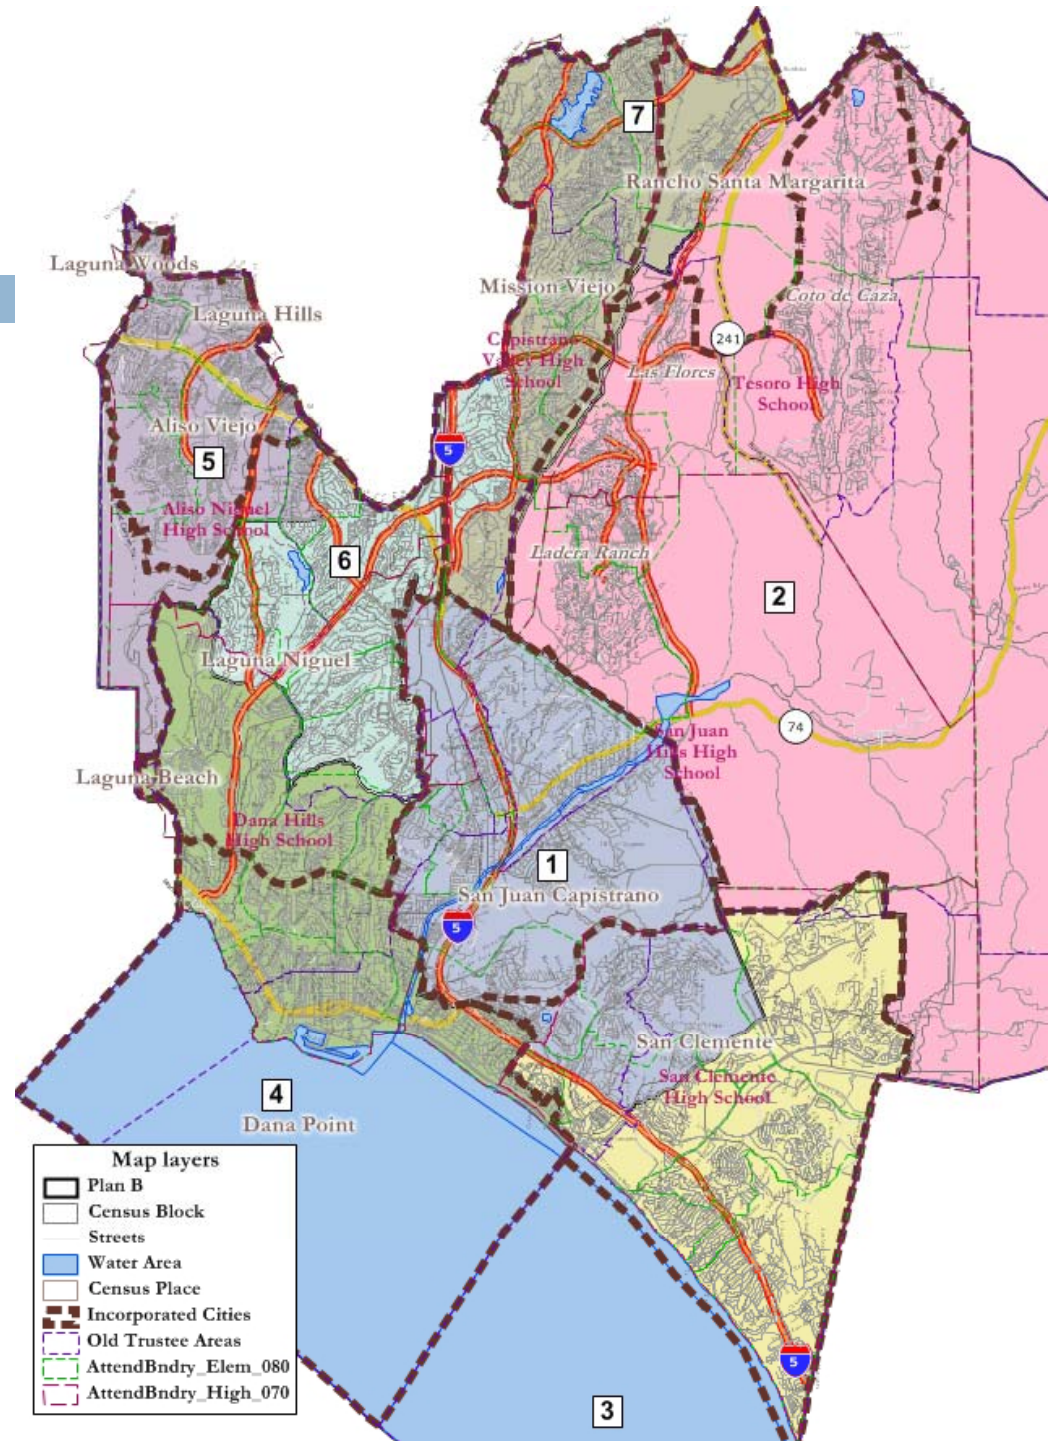 7
Rancho Santa Margarita
Laguna Woods
Mission Viejo
Coto de Caza
Laguna Hills
241
Capistrano
Valley High
School
Las Flores
Tesoro High
School
Aliso Viejo
5
5
Aliso Niguel
High School
Ladera Ranch
6
2
Laguna Niguel
74
San Juan
Hills High
School
Laguna Beach
Dana Hills
High School
1
San Juan Capistrano
5
San Clemente
San Clemente
High School
4
Dana Point
Map layers
Plan B
Census Block
Streets
Water Area
Census Place
Incorporated Cities
Old Trustee Areas
AttendBndry_Elem_080
AttendBndry_High_070
5
3